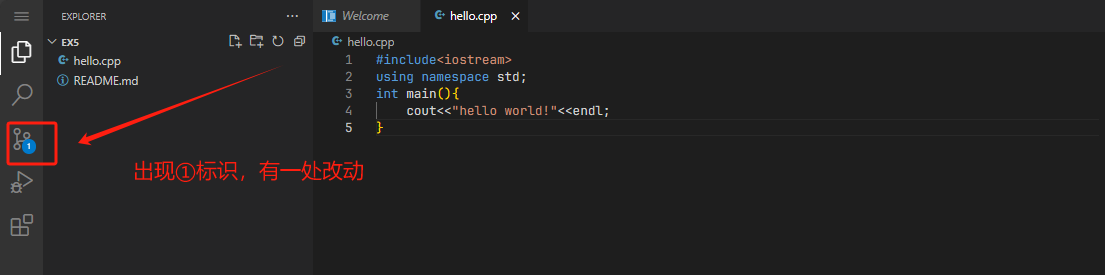 EXPLORER
EX5
hello.cpp
README.md
Welcome
hello.cpp
hello.cpp
1 #include<iostream>
2 using namespace std;
3 int main(){
4 cout<<"hello world!"<<endl;
5 }
1
出现①标识，有一处改动